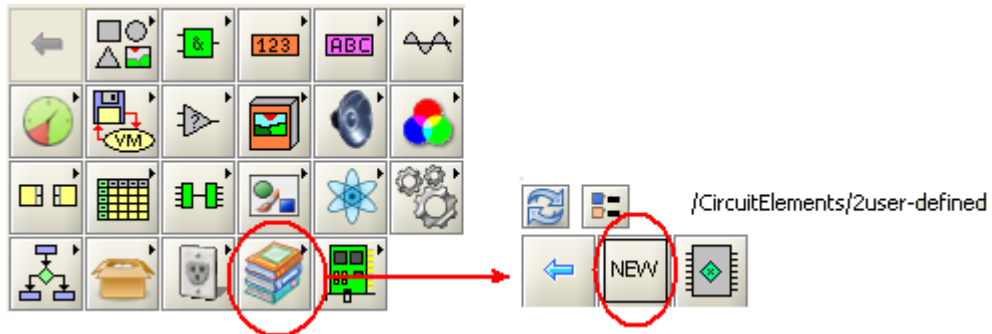 &
123
ABC
VM
?
/CircuitElements/2user-defined
NEW